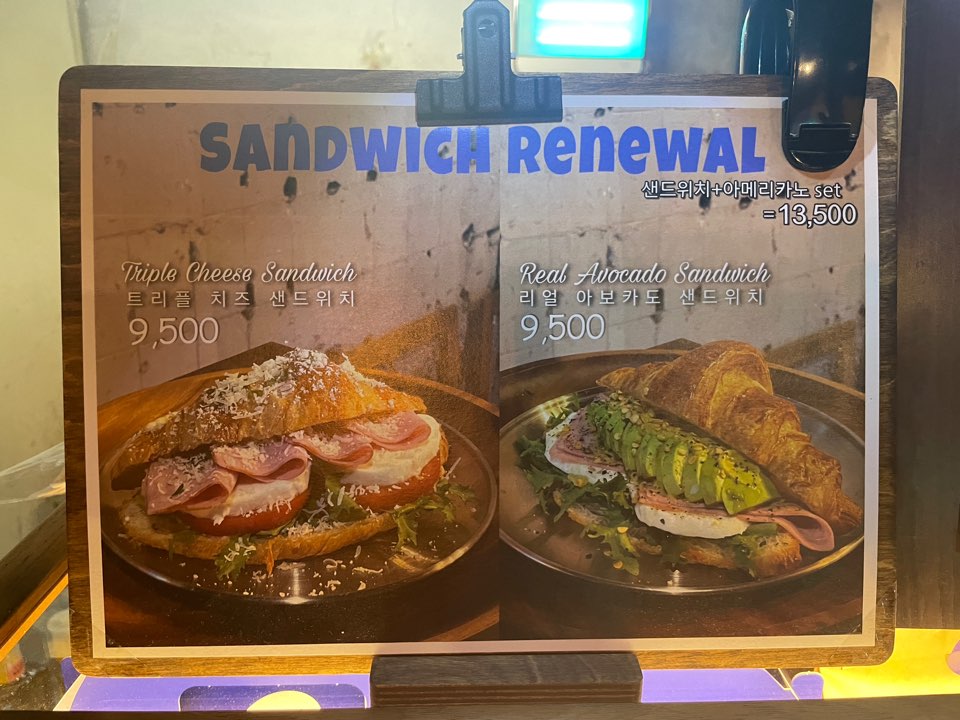 SANDWICH RENEWAL
샌드위치+아메리카노 set
=13,500
Triple Cheese Sandwich
트리플 치즈 샌드위치
9,500
Real Avocado Sandwich
리얼 아보카도 샌드위치
9,500